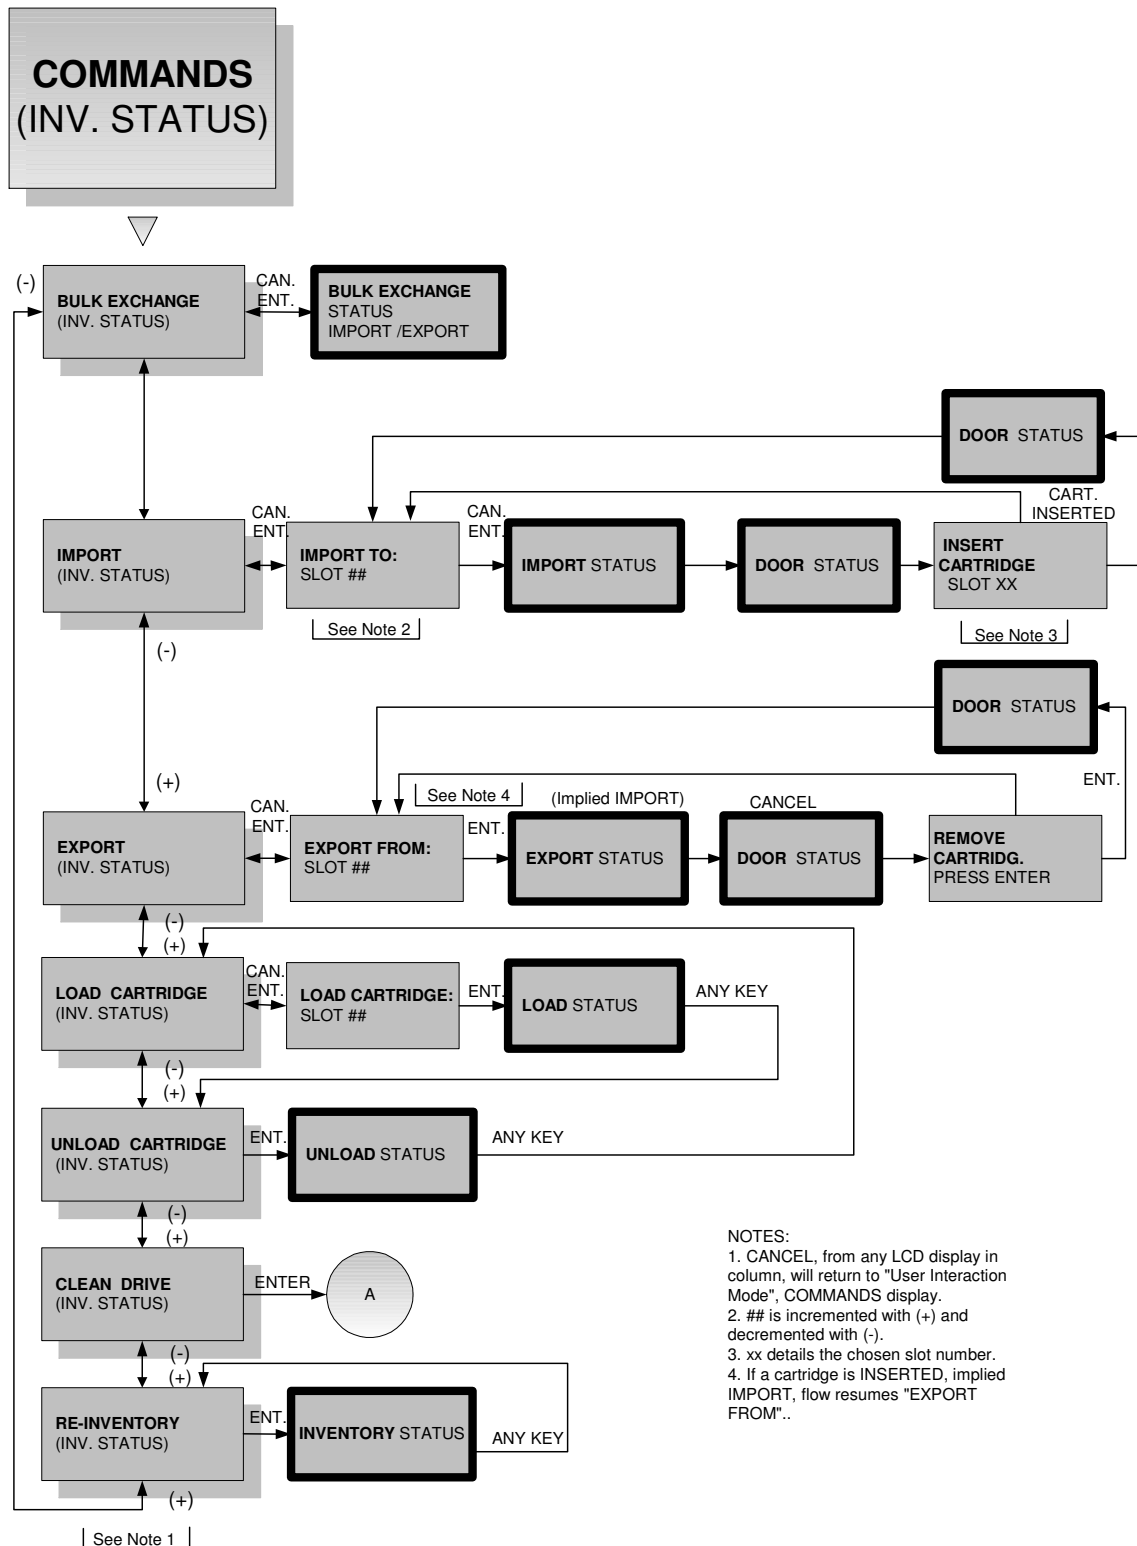 COMMANDS
(INV. STATUS)
(-)
BULK EXCHANGE
(INV. STATUS)
CAN.
ENT.
BULK EXCHANGE
STATUS
IMPORT /EXPORT
DOOR STATUS
IMPORT
(INV. STATUS)
CAN.
ENT.
IMPORT TO:
SLOT ##
See Note 2
CAN.
ENT.
IMPORT STATUS
DOOR STATUS
CART.
INSERTED
INSERT
CARTRIDGE
SLOT XX
See Note 3
(-)
(+)
DOOR STATUS
ENT.
EXPORT
(INV. STATUS)
CAN.
ENT.
See Note 4
EXPORT FROM:
SLOT ##
ENT.
(Implied IMPORT)
EXPORT STATUS
CANCEL
DOOR STATUS
REMOVE
CARTRIDG.
PRESS ENTER
(-)
(+)
LOAD CARTRIDGE
(INV. STATUS)
CAN.
ENT.
LOAD CARTRIDGE:
SLOT ##
ENT.
LOAD STATUS
ANY KEY
(-)
(+)
UNLOAD CARTRIDGE
(INV. STATUS)
ENT.
UNLOAD STATUS
ANY KEY
(-)
(+)
CLEAN DRIVE
(INV. STATUS)
ENTER
A
(-)
(+)
RE-INVENTORY
(INV. STATUS)
ENT.
INVENTORY STATUS
ANY KEY
(+)
See Note 1
NOTES:
1. CANCEL, from any LCD display in
column, will return to "User Interaction
Mode", COMMANDS display.
2. ## is incremented with (+) and
decremented with (-).
3. xx details the chosen slot number.
4. If a cartridge is INSERTED, implied
IMPORT, flow resumes "EXPORT
FROM"..